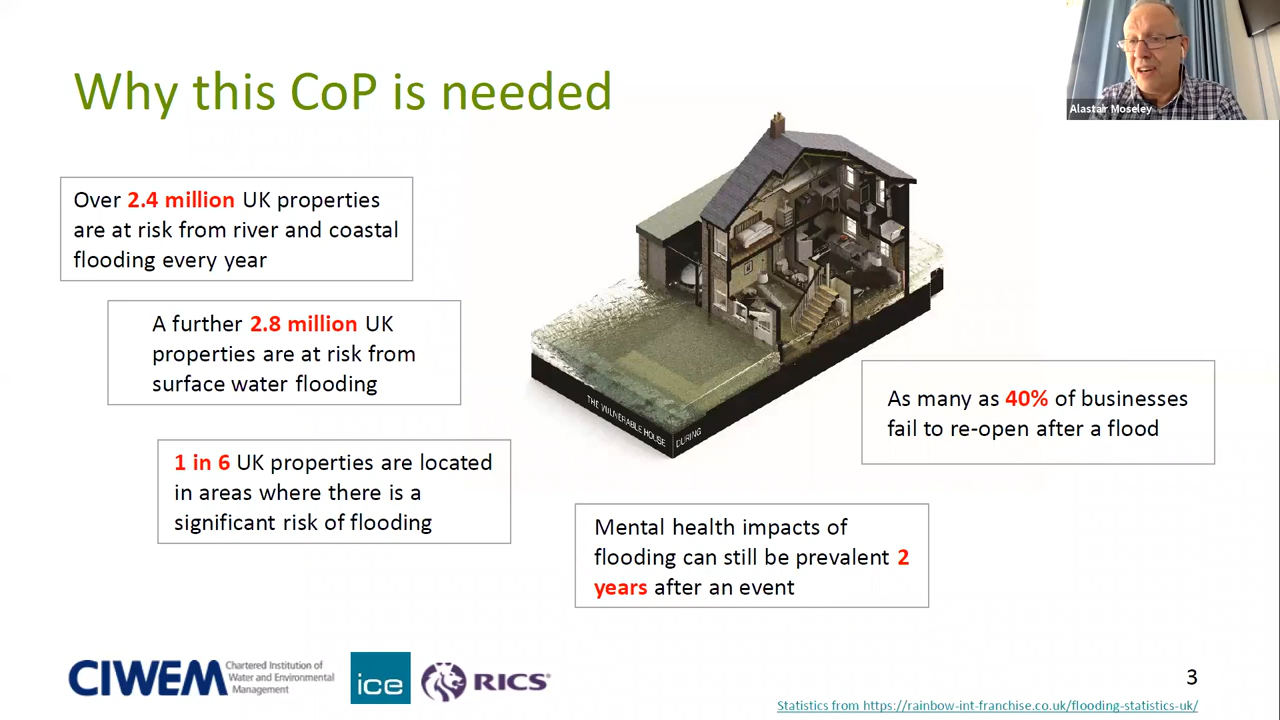 Why this CoP is needed
Alastair Moseley
Over 2.4 million UK properties
are at risk from river and coastal
flooding every year
A further 2.8 million UK
properties are at risk from
surface water flooding
1 in 6 UK properties are located
in areas where there is a
significant risk of flooding
THE VULNERABLE HOUSE
DURING
As many as 40% of businesses
fail to re-open after a flood
Mental health impacts of
flooding can still be prevalent 2
years after an event
CIWEM
Chartered Institution of
Water and Environmental
Management
ice
RICS
3
Statistics from https://rainbow-int-franchise.co.uk/flooding-statistics-uk/